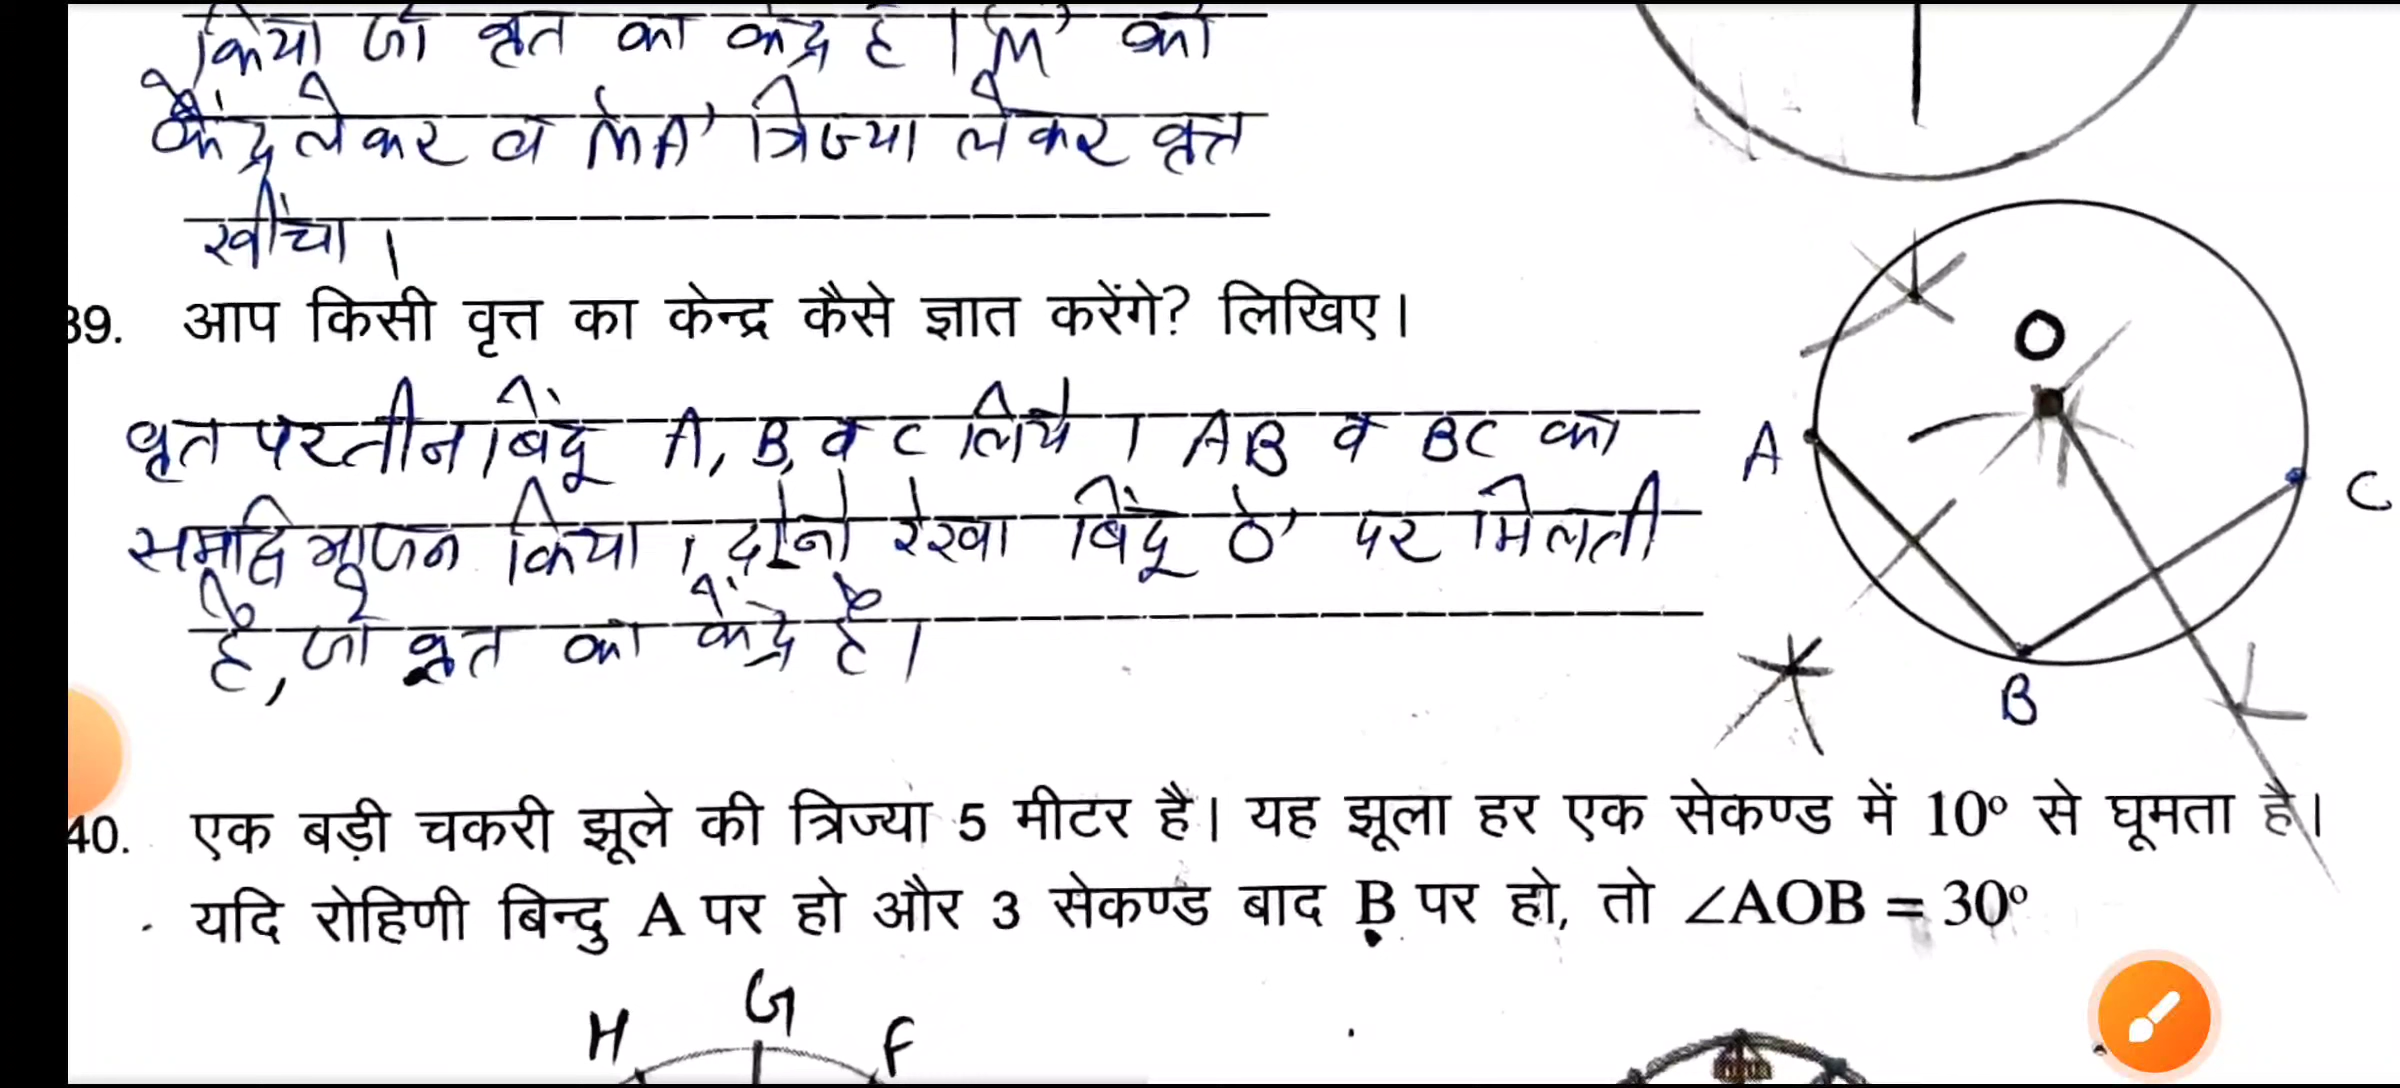 किया जो वृत का केंद्र है । 'M' को
केंद्र लेकर व 'MA' त्रिज्या लेकर वृत्त
खींचा ।
39. आप किसी वृत्त का केन्द्र कैसे ज्ञात करेंगे? लिखिए।
वृत पर तीन बिंदू A, B, व C लिये । AB व BC का
समद्विभाजन किया । दोनो रेखा बिंदू 'O' पर मिलती
है, जो वृत का केंद्र है ।
O
A
C
B
40. एक बड़ी चकरी झूले की त्रिज्या 5 मीटर है। यह झूला हर एक सेकण्ड में 10° से घूमता है।
यदि रोहिणी बिन्दु A पर हो और 3 सेकण्ड बाद B पर हो, तो ∠AOB = 30°
H G F